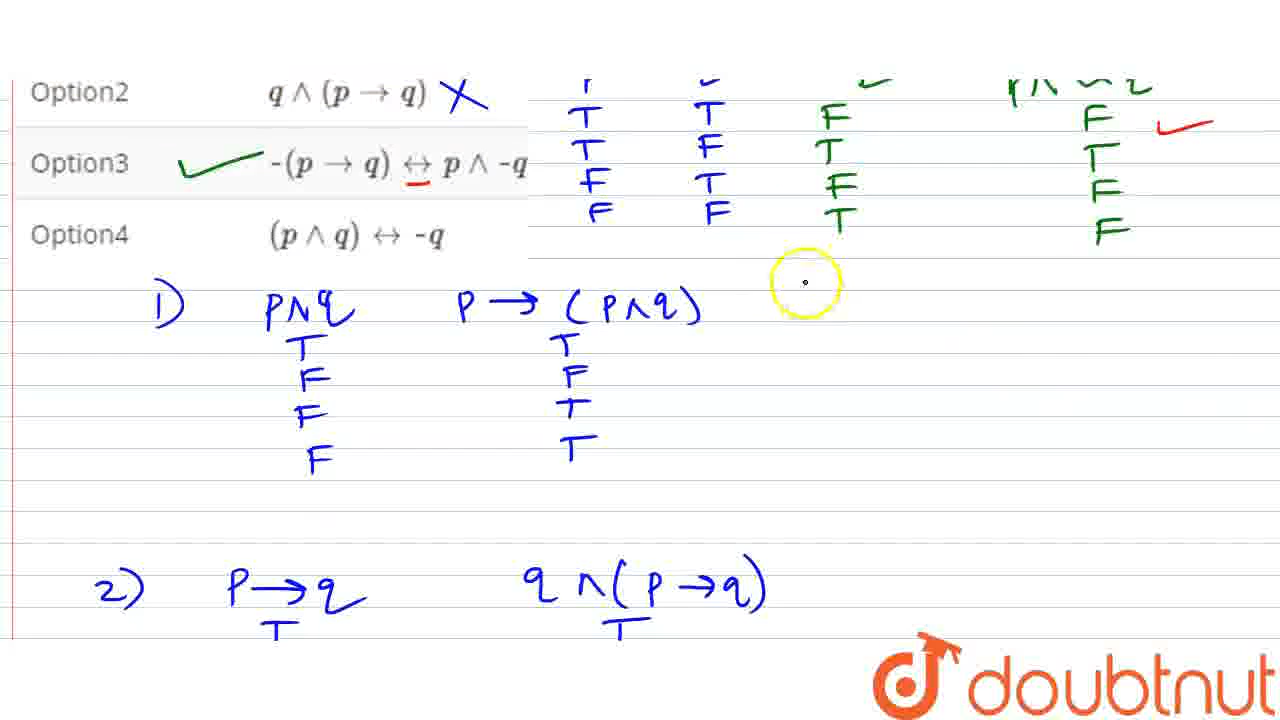 Option2 q ∧ (p → q) ✗
T T F F ✓
Option3 ✓ -(p → q) ↔ p ∧ -q T F T T
F T F F
Option4 (p ∧ q) ↔ -q F F T F
1) p∧q p → (p∧q)
T T
F F
F T
F T
2) p → q q ∧ (p → q)
T T
doubtnut